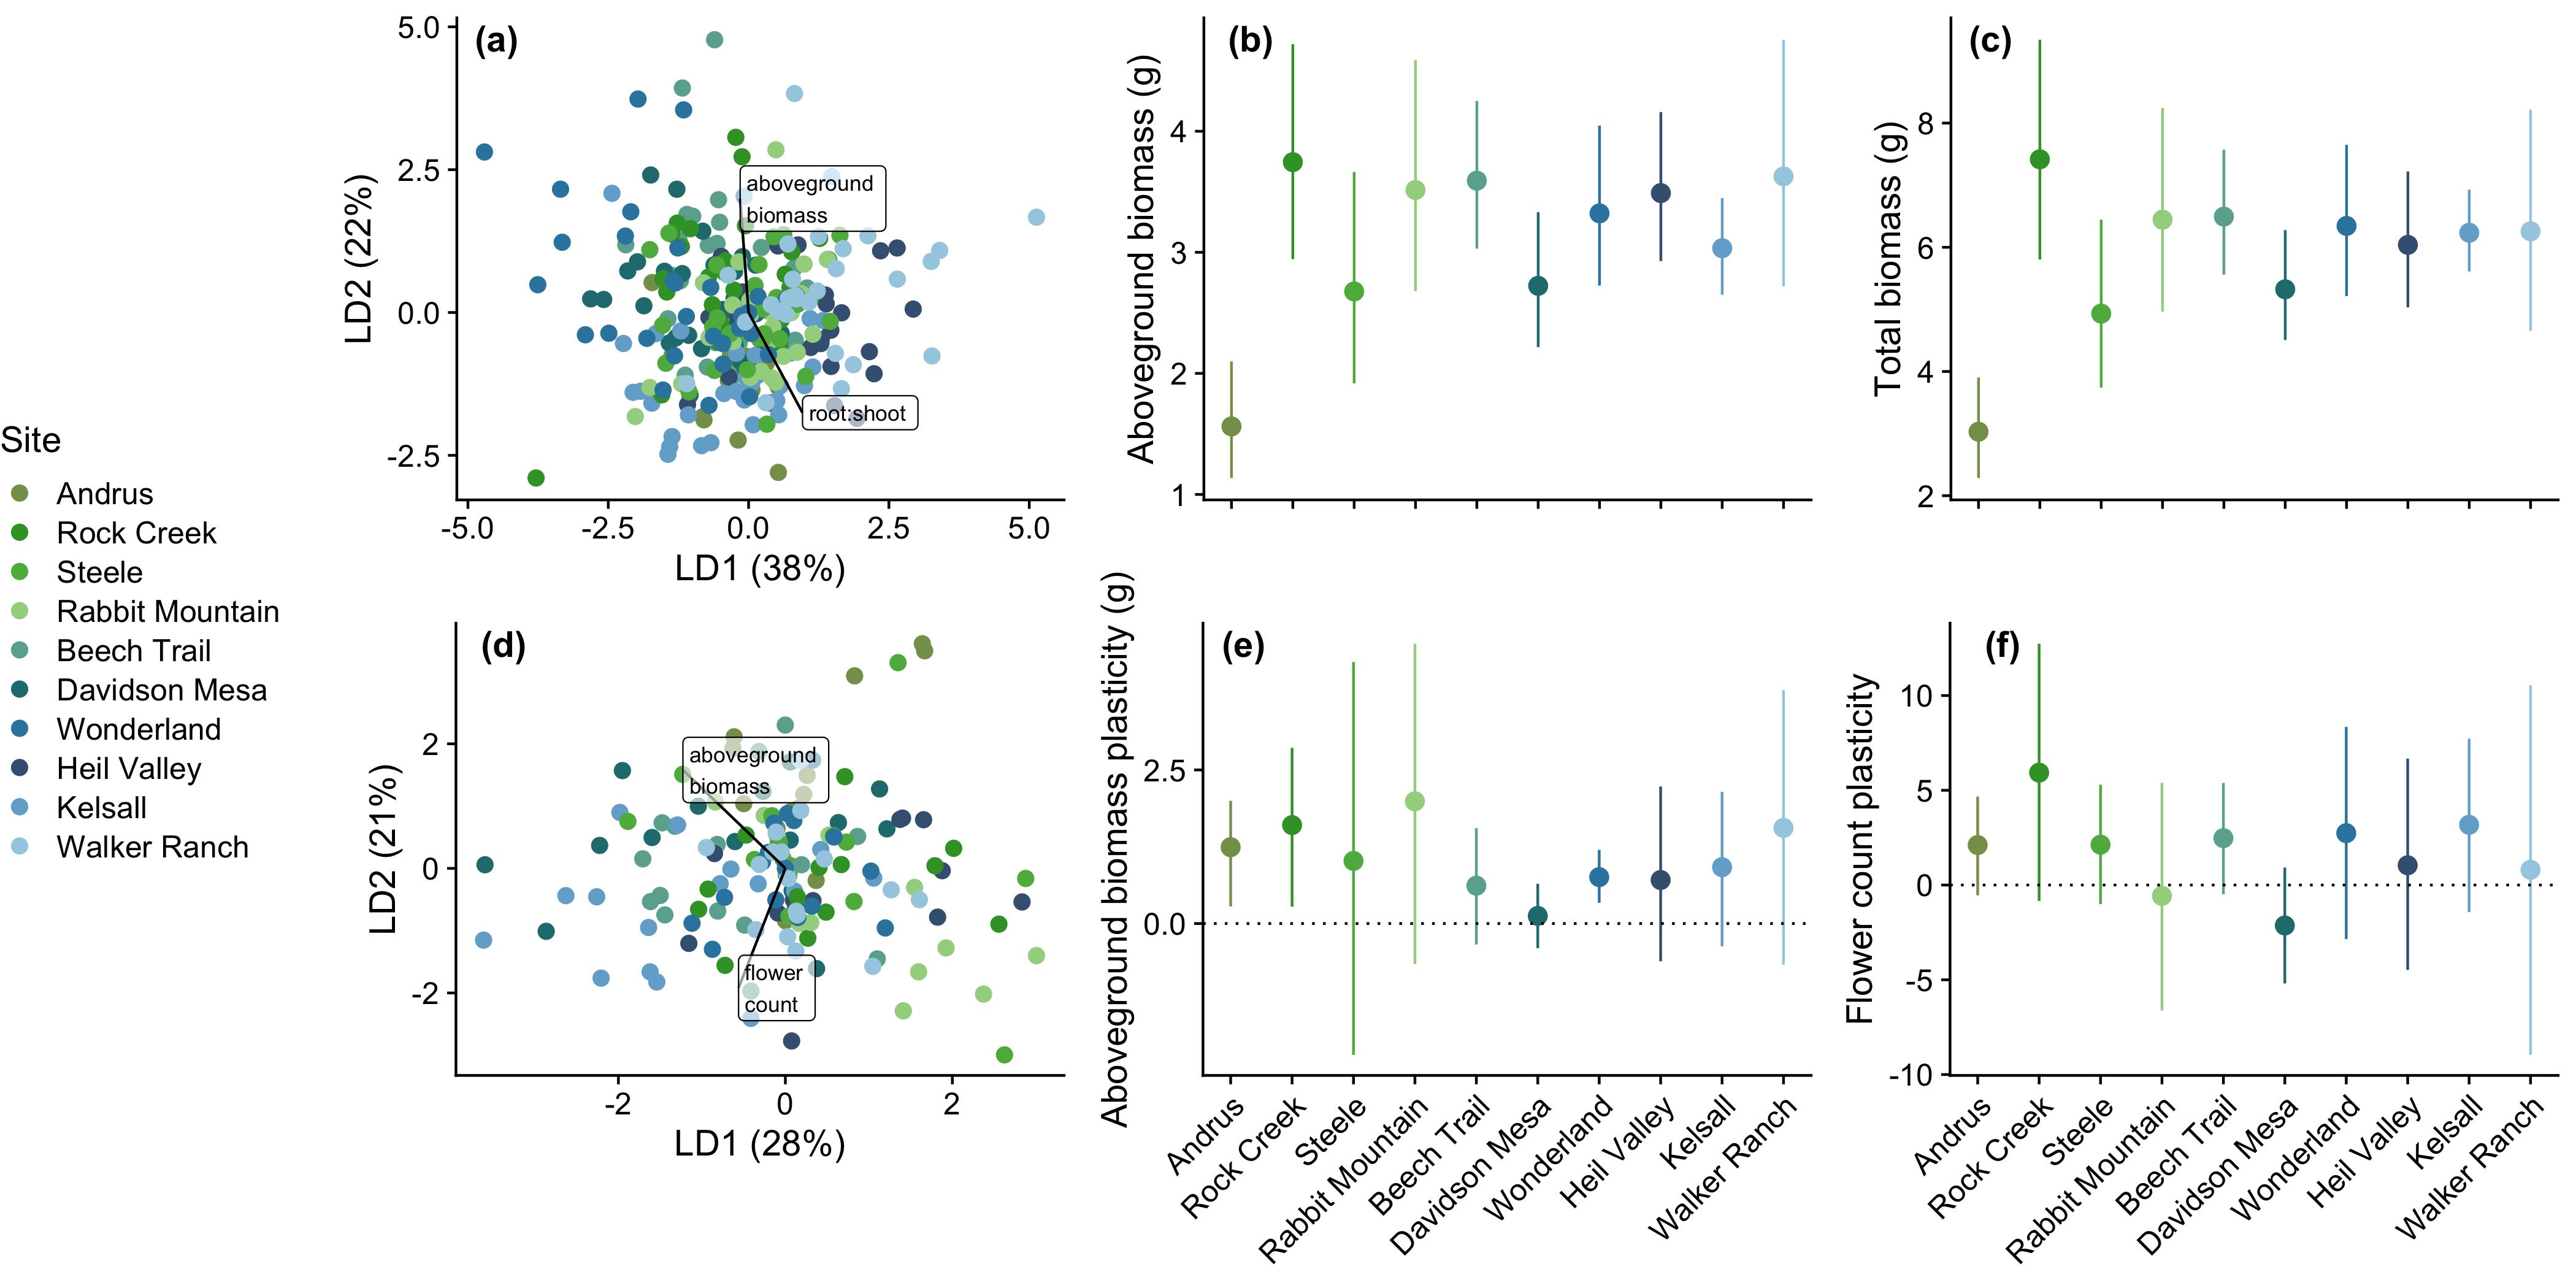 Site
Andrus
Rock Creek
Steele
Rabbit Mountain
Beech Trail
Davidson Mesa
Wonderland
Heil Valley
Kelsall
Walker Ranch
(a)
LD2 (22%)
5.0
2.5
0.0
-2.5
aboveground
biomass
root:shoot
-5.0
-2.5
0.0
2.5
5.0
LD1 (38%)
(b)
Aboveground biomass (g)
4
3
2
1
(c)
Total biomass (g)
8
6
4
2
(d)
LD2 (21%)
2
0
-2
aboveground
biomass
flower
count
-2
0
2
LD1 (28%)
(e)
Aboveground biomass plasticity (g)
2.5
0.0
Andrus
Rock Creek
Steele
Rabbit Mountain
Beech Trail
Davidson Mesa
Wonderland
Heil Valley
Kelsall
Walker Ranch
(f)
Flower count plasticity
10
5
0
-5
-10
Andrus
Rock Creek
Steele
Rabbit Mountain
Beech Trail
Davidson Mesa
Wonderland
Heil Valley
Kelsall
Walker Ranch